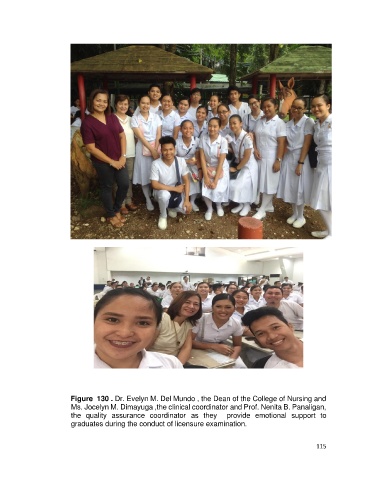 Figure 130 . Dr. Evelyn M. Del Mundo , the Dean of the College of Nursing and
Ms. Jocelyn M. Dimayuga ,the clinical coordinator and Prof. Nenita B. Panaligan,
the quality assurance coordinator as they provide emotional support to
graduates during the conduct of licensure examination.
115